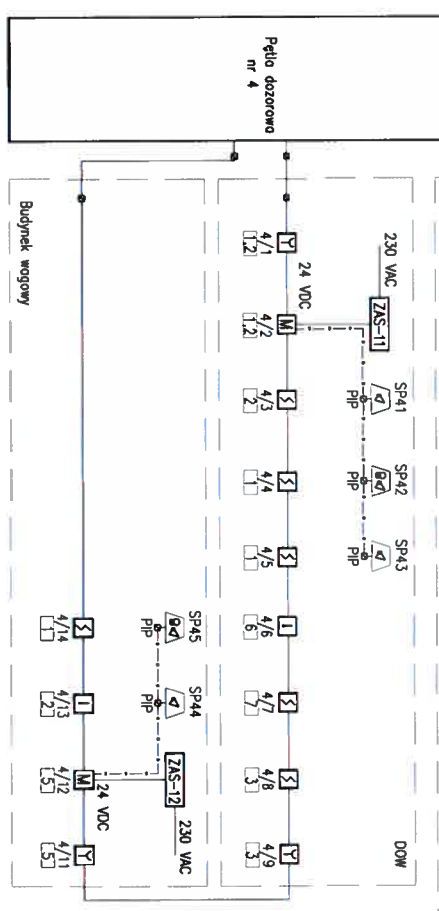 Pętla dozorowa
nr 4
DOW
230 VAC
ZAS-11
24 VDC
SP41
PIP
SP42
PIP
SP43
PIP
Y
4/1
1,2
M
4/2
1,2
4/3
2
4/4
1
4/5
1
I
4/6
6
4/7
7
4/8
3
Y
4/9
3
Budynek wagowy
SP45
PIP
SP44
PIP
ZAS-12
230 VAC
24 VDC
4/14
1
I
4/13
2
M
4/12
5
Y
4/11
5